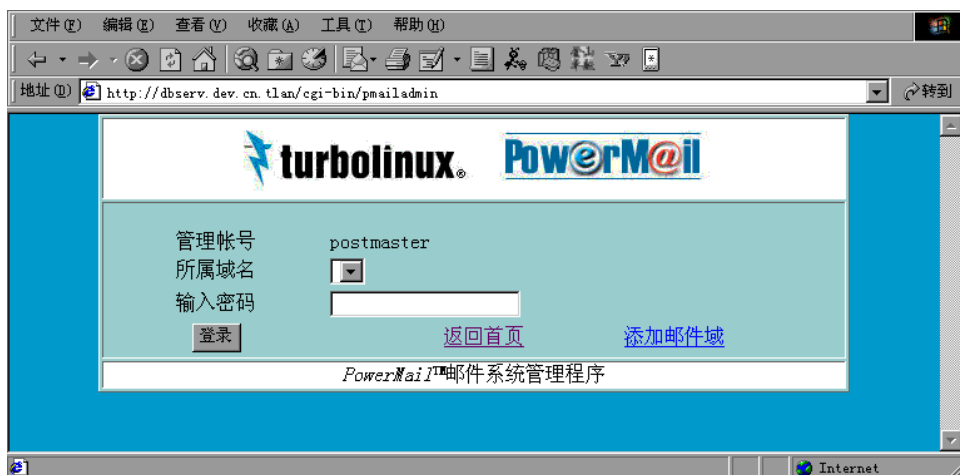 文件(F) 编辑(E) 查看(V) 收藏(A) 工具(T) 帮助(H)
地址(D) http://dbserv.dev.cn.tlan/cgi-bin/pmailadmin 转到
turbolinux® PowerM@il
管理帐号 postmaster
所属域名
输入密码
登录 返回首页 添加邮件域
PowerMail™邮件系统管理程序
Internet